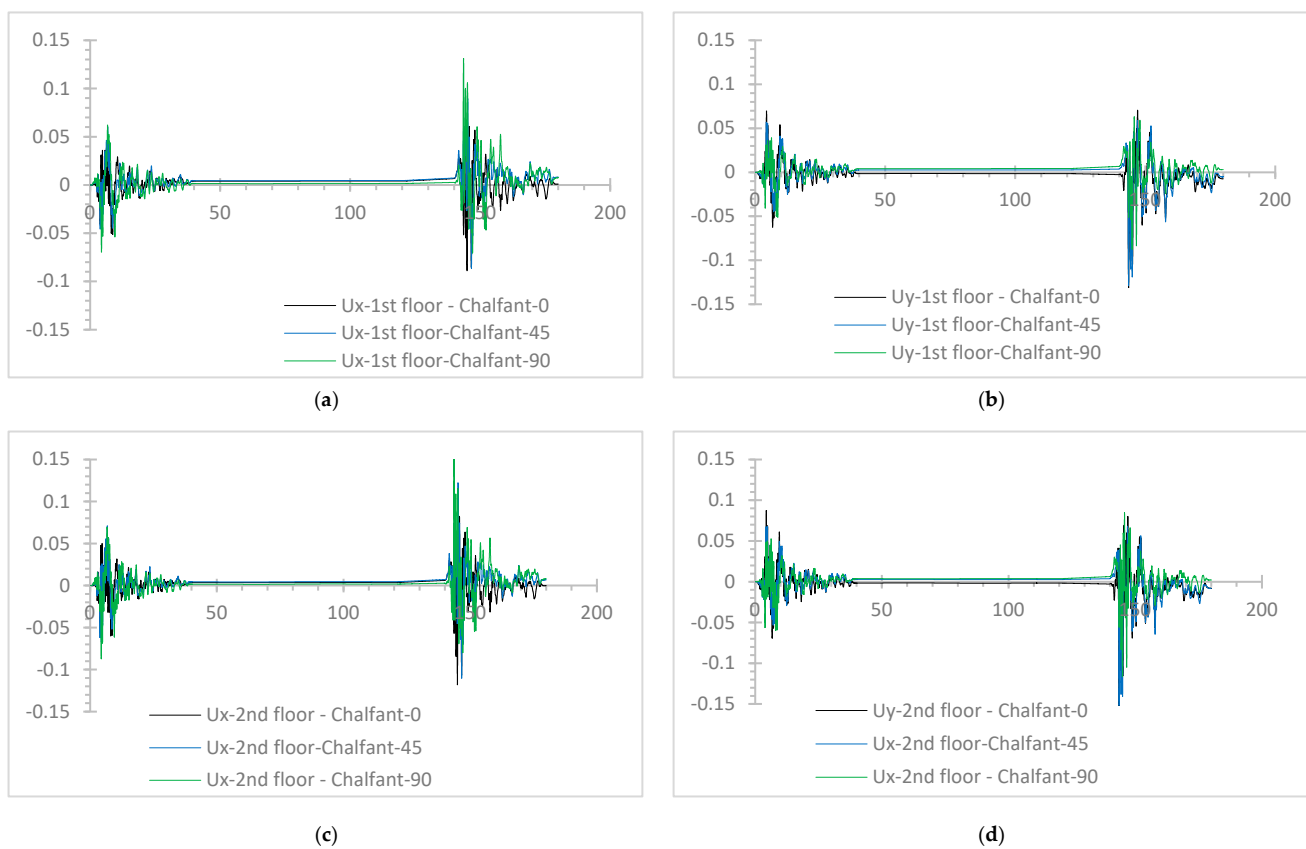 0.15
0.1
0.05
0
-0.05
-0.1
-0.15
0 50 100 150 200
Ux-1st floor - Chalfant-0
Ux-1st floor-Chalfant-45
Ux-1st floor-Chalfant-90
(a)
0.15
0.1
0.05
0
-0.05
-0.1
-0.15
0 50 100 150 200
Uy-1st floor - Chalfant-0
Uy-1st floor-Chalfant-45
Uy-1st floor-Chalfant-90
(b)
0.15
0.1
0.05
0
-0.05
-0.1
-0.15
0 50 100 150 200
Ux-2nd floor - Chalfant-0
Ux-2nd floor-Chalfant-45
Ux-2nd floor - Chalfant-90
(c)
0.15
0.1
0.05
0
-0.05
-0.1
-0.15
0 50 100 150 200
Uy-2nd floor - Chalfant-0
Ux-2nd floor-Chalfant-45
Ux-2nd floor - Chalfant-90
(d)